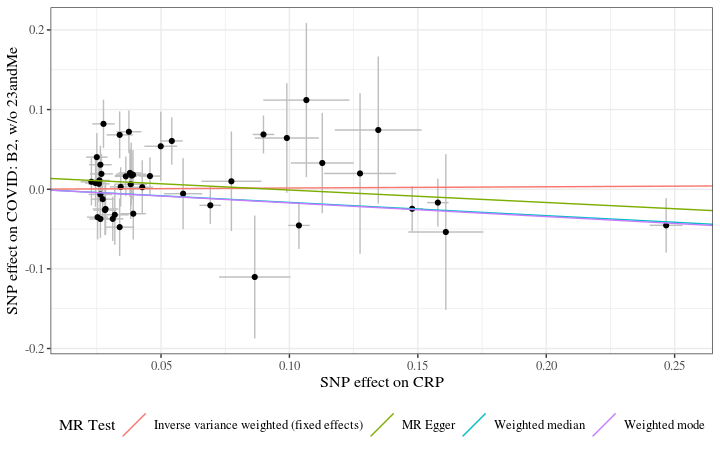 SNP effect on COVID: B2, w/o 23andMe
0.2
0.1
0.0
-0.1
-0.2
0.05
0.10
0.15
0.20
0.25
SNP effect on CRP
MR Test
Inverse variance weighted (fixed effects)
MR Egger
Weighted median
Weighted mode